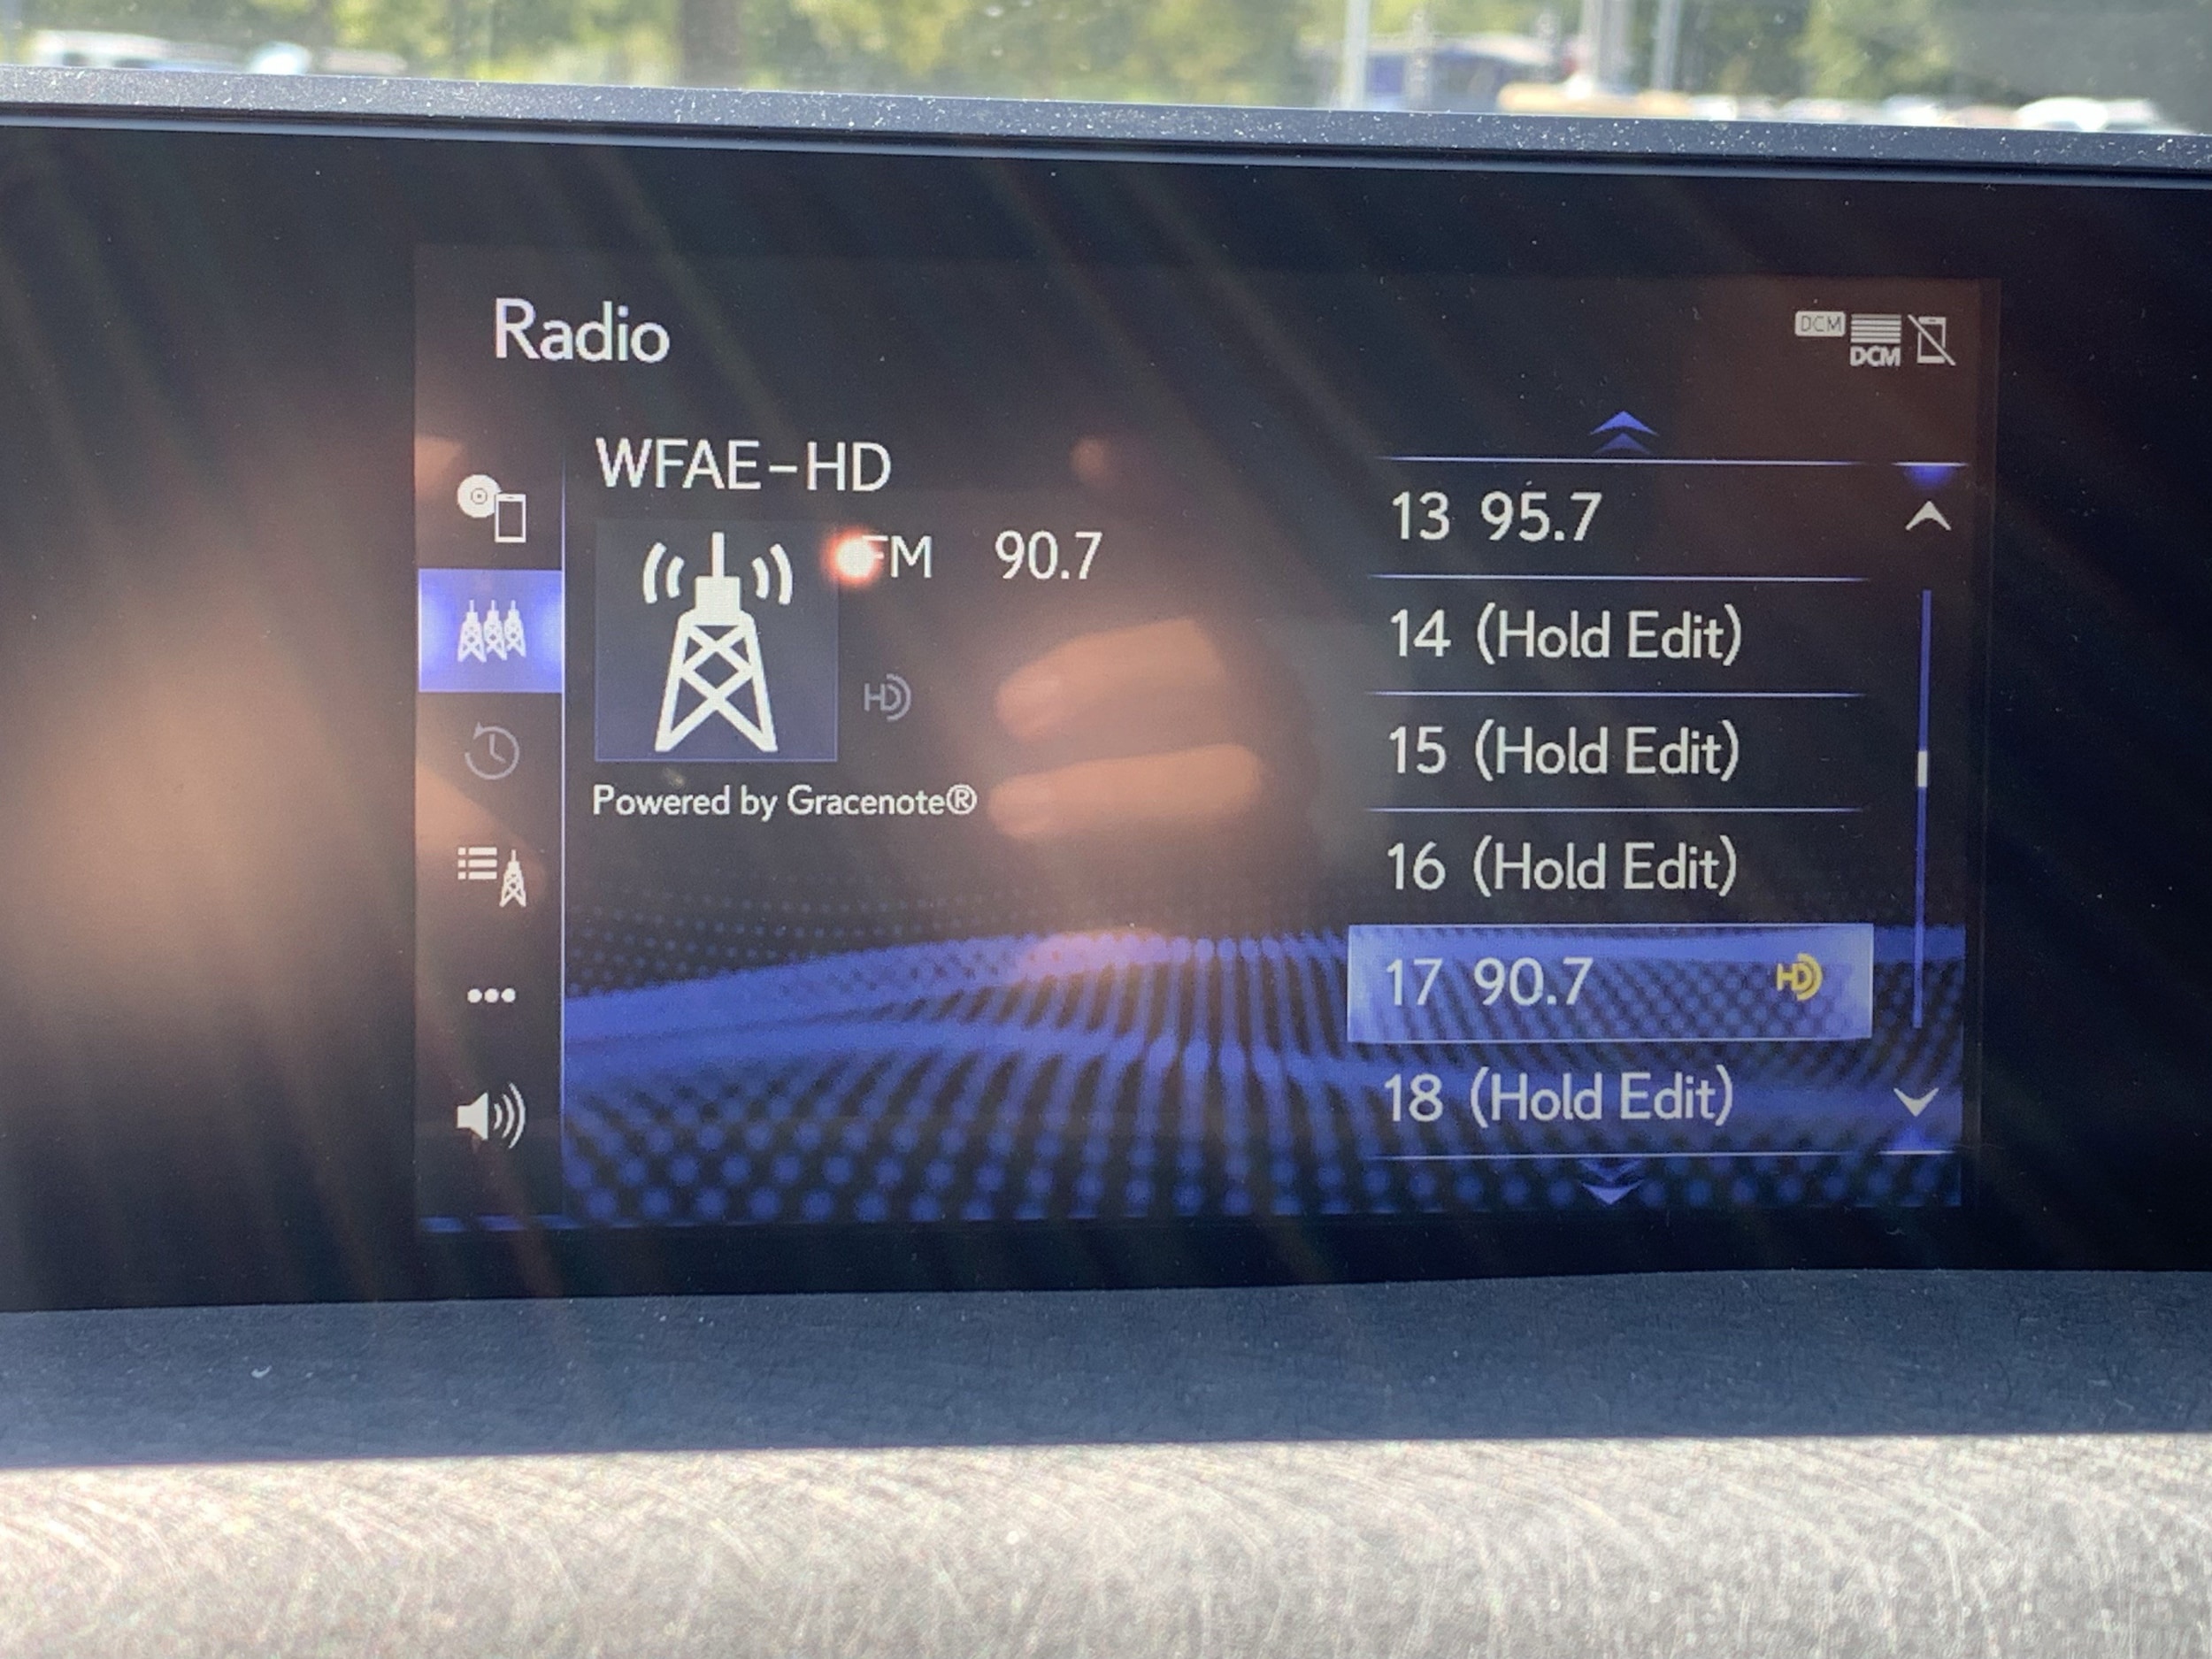 Radio
DCM
DCM
WFAE-HD
FM 90.7
HD
Powered by Gracenote®
13 95.7
14 (Hold Edit)
15 (Hold Edit)
16 (Hold Edit)
17 90.7 HD
18 (Hold Edit)